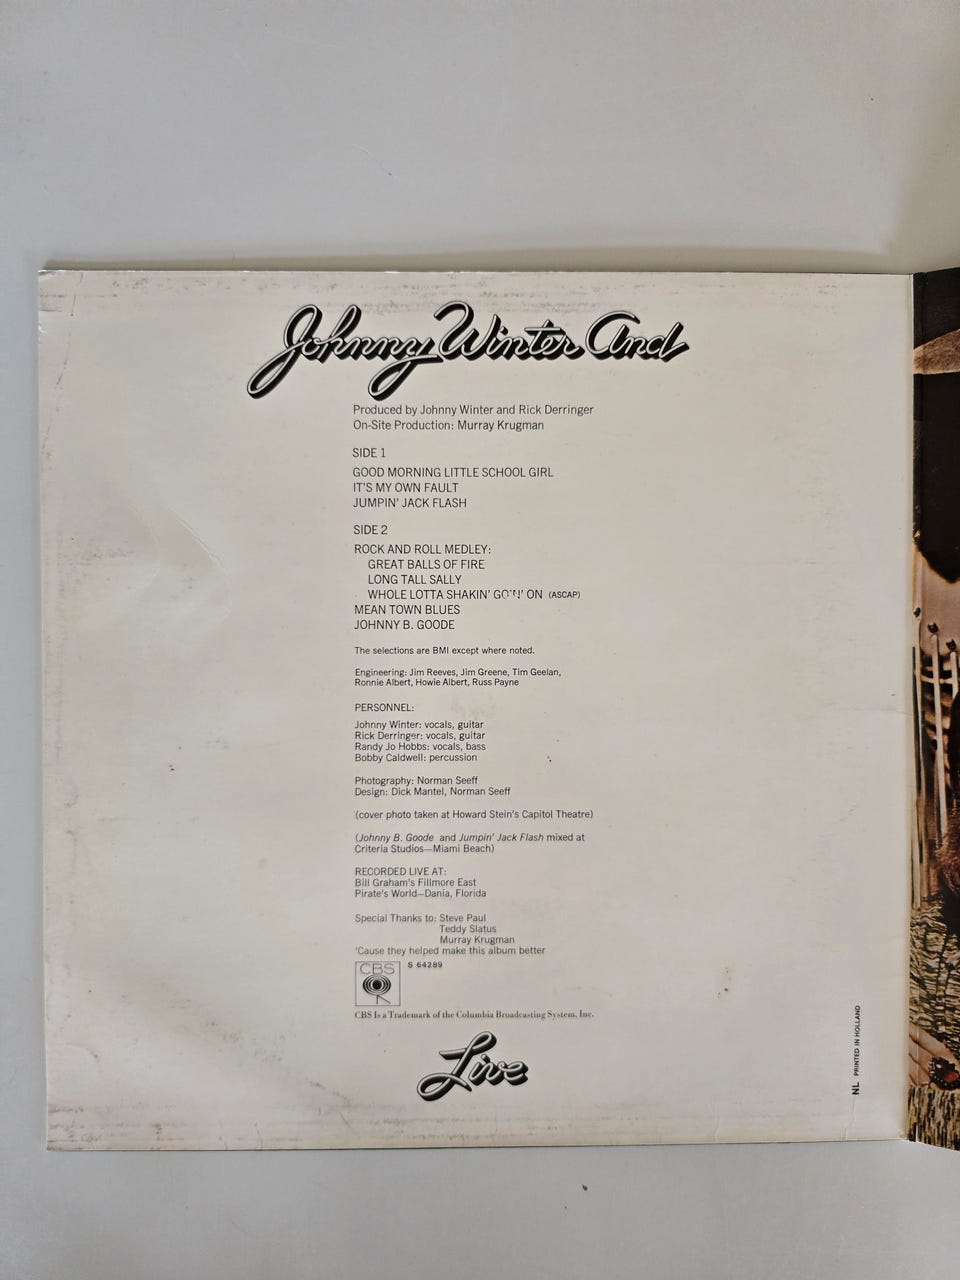 Johnny Winter And
Produced by Johnny Winter and Rick Derringer
On-Site Production: Murray Krugman
SIDE 1
GOOD MORNING LITTLE SCHOOL GIRL
IT'S MY OWN FAULT
JUMPIN' JACK FLASH
SIDE 2
ROCK AND ROLL MEDLEY:
GREAT BALLS OF FIRE
LONG TALL SALLY
WHOLE LOTTA SHAKIN' GO'N' ON (ASCAP)
MEAN TOWN BLUES
JOHNNY B. GOODE
The selections are BMI except where noted.
Engineering: Jim Reeves, Jim Greene, Tim Geelan,
Ronnie Albert, Howie Albert, Russ Payne
PERSONNEL:
Johnny Winter: vocals, guitar
Rick Derringer: vocals, guitar
Randy Jo Hobbs: vocals, bass
Bobby Caldwell: percussion
Photography: Norman Seeff
Design: Dick Mantel, Norman Seeff
(cover photo taken at Howard Stein's Capitol Theatre)
(Johnny B. Goode and Jumpin' Jack Flash mixed at
Criteria Studios—Miami Beach)
RECORDED LIVE AT:
Bill Graham's Fillmore East
Pirate's World—Dania, Florida
Special Thanks to: Steve Paul
Teddy Slatus
Murray Krugman
'Cause they helped make this album better
CBS S 64289
CBS Is a Trademark of the Columbia Broadcasting System, Inc.
Live
NL PRINTED IN HOLLAND